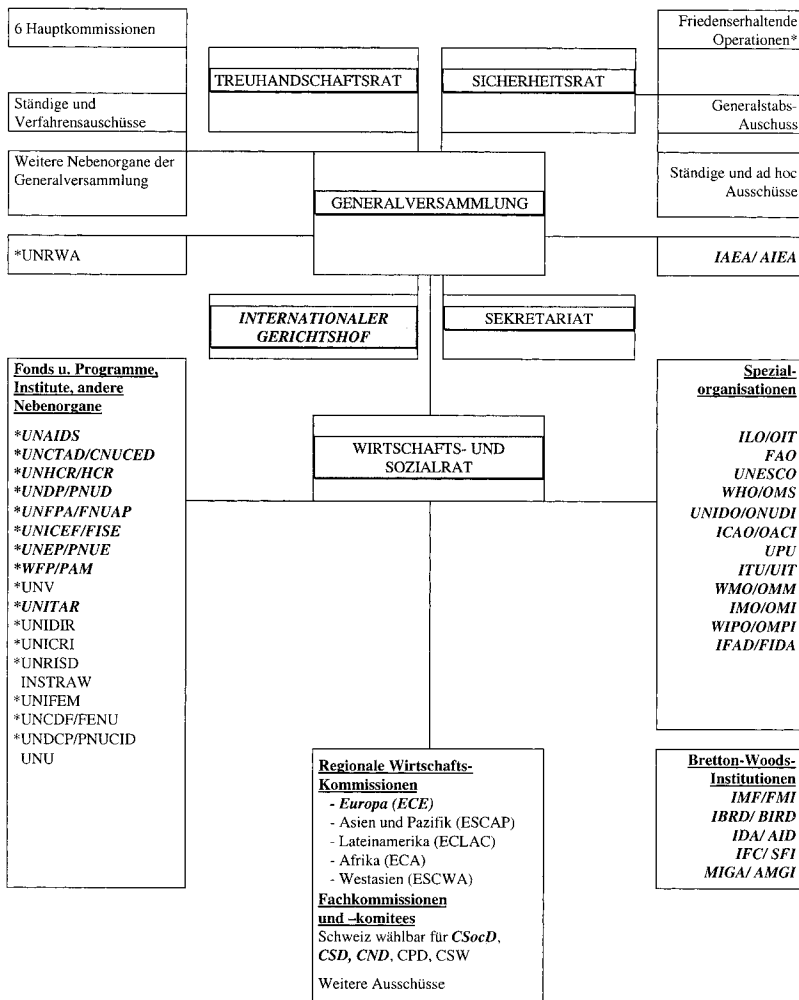 6 Hauptkommissionen
Ständige und
Verfahrensauschüsse
Weitere Nebenorgane der
Generalversammlung
*UNRWA
TREUHANDSCHAFTSRAT
SICHERHEITSRAT
Friedenserhaltende
Operationen*
Generalstabs-
Auschuss
Ständige und ad hoc
Ausschüsse
GENERALVERSAMMLUNG
IAEA/ AIEA
INTERNATIONALER
GERICHTSHOF
SEKRETARIAT
Fonds u. Programme,
Institute, andere
Nebenorgane
*UNAIDS
*UNCTAD/CNUCED
*UNHCR/HCR
*UNDP/PNUD
*UNFPA/FNUAP
*UNICEF/FISE
*UNEP/PNUE
*WFP/PAM
*UNV
*UNITAR
*UNIDIR
*UNICRI
*UNRISD
INSTRAW
*UNIFEM
*UNCDF/FENU
*UNDCP/PNUCID
UNU
WIRTSCHAFTS- UND
SOZIALRAT
Spezial-
organisationen
ILO/OIT
FAO
UNESCO
WHO/OMS
UNIDO/ONUDI
ICAO/OACI
UPU
ITU/UIT
WMO/OMM
IMO/OMI
WIPO/OMPI
IFAD/FIDA
Regionale Wirtschafts-
Kommissionen
- Europa (ECE)
- Asien und Pazifik (ESCAP)
- Lateinamerika (ECLAC)
- Afrika (ECA)
- Westasien (ESCWA)
Fachkommissionen
und –komitees
Schweiz wählbar für CSocD,
CSD, CND, CPD, CSW
Weitere Ausschüsse
Bretton-Woods-
Institutionen
IMF/FMI
IBRD/ BIRD
IDA/ AID
IFC/ SFI
MIGA/ AMGI